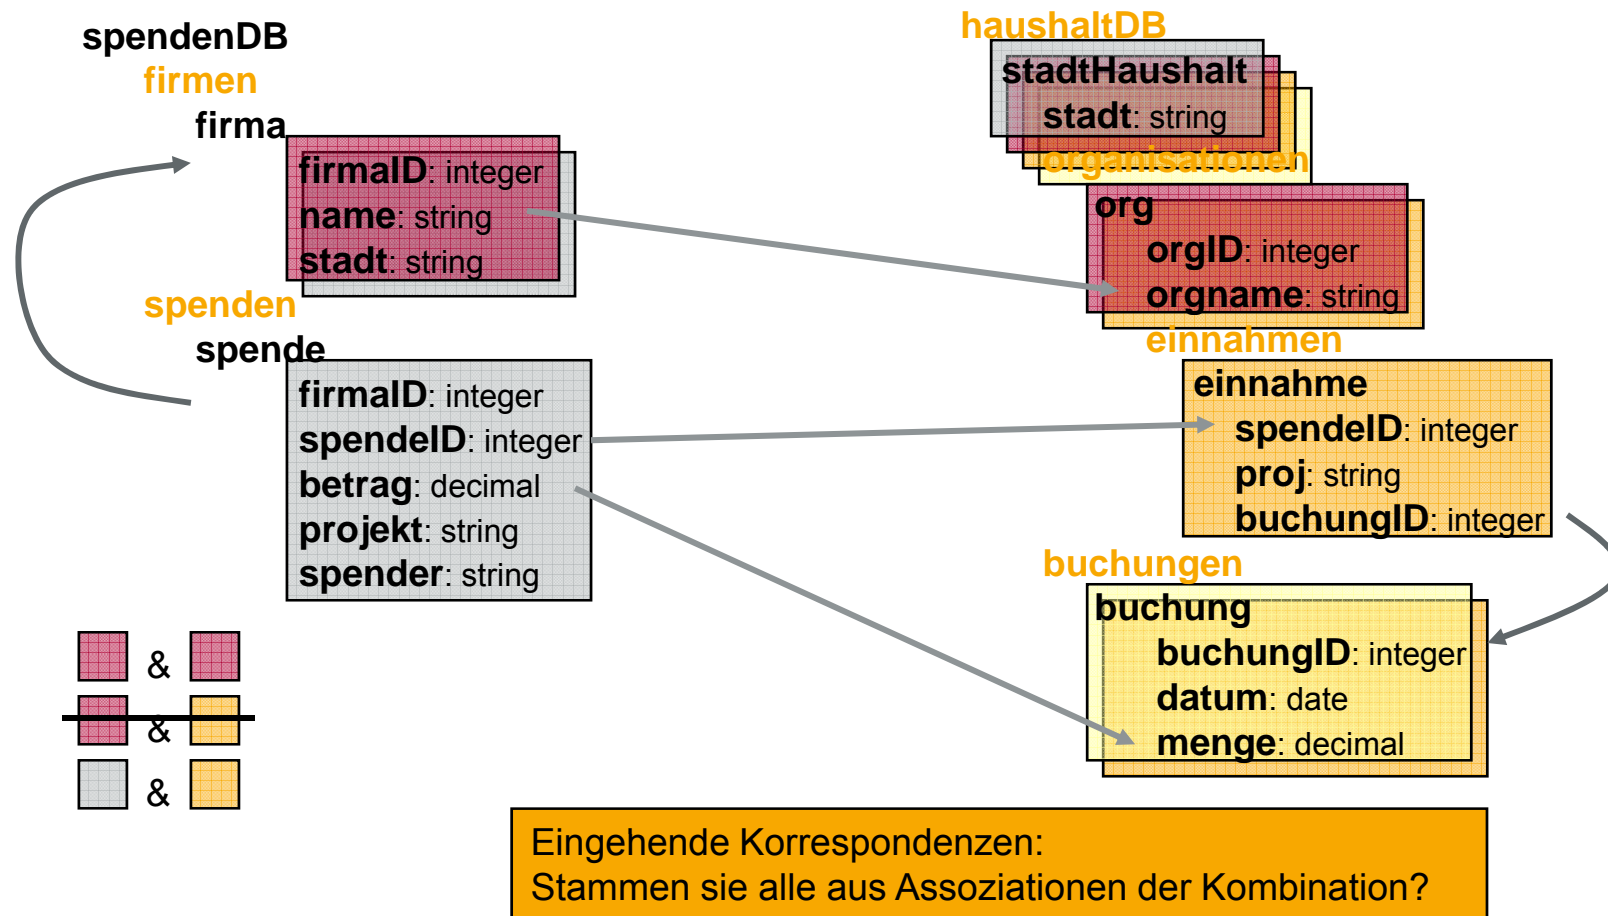 spendenDB
firmen
firma
firmaID: integer
name: string
stadt: string
spenden
spende
firmaID: integer
spendeID: integer
betrag: decimal
projekt: string
spender: string
&
&
&
haushaltDB
stadtHaushalt
stadt: string
organisationen
org
orgID: integer
orgname: string
einnahmen
einnahme
spendeID: integer
proj: string
buchungID: integer
buchungen
buchung
buchungID: integer
datum: date
menge: decimal
Eingehende Korrespondenzen:
Stammen sie alle aus Assoziationen der Kombination?